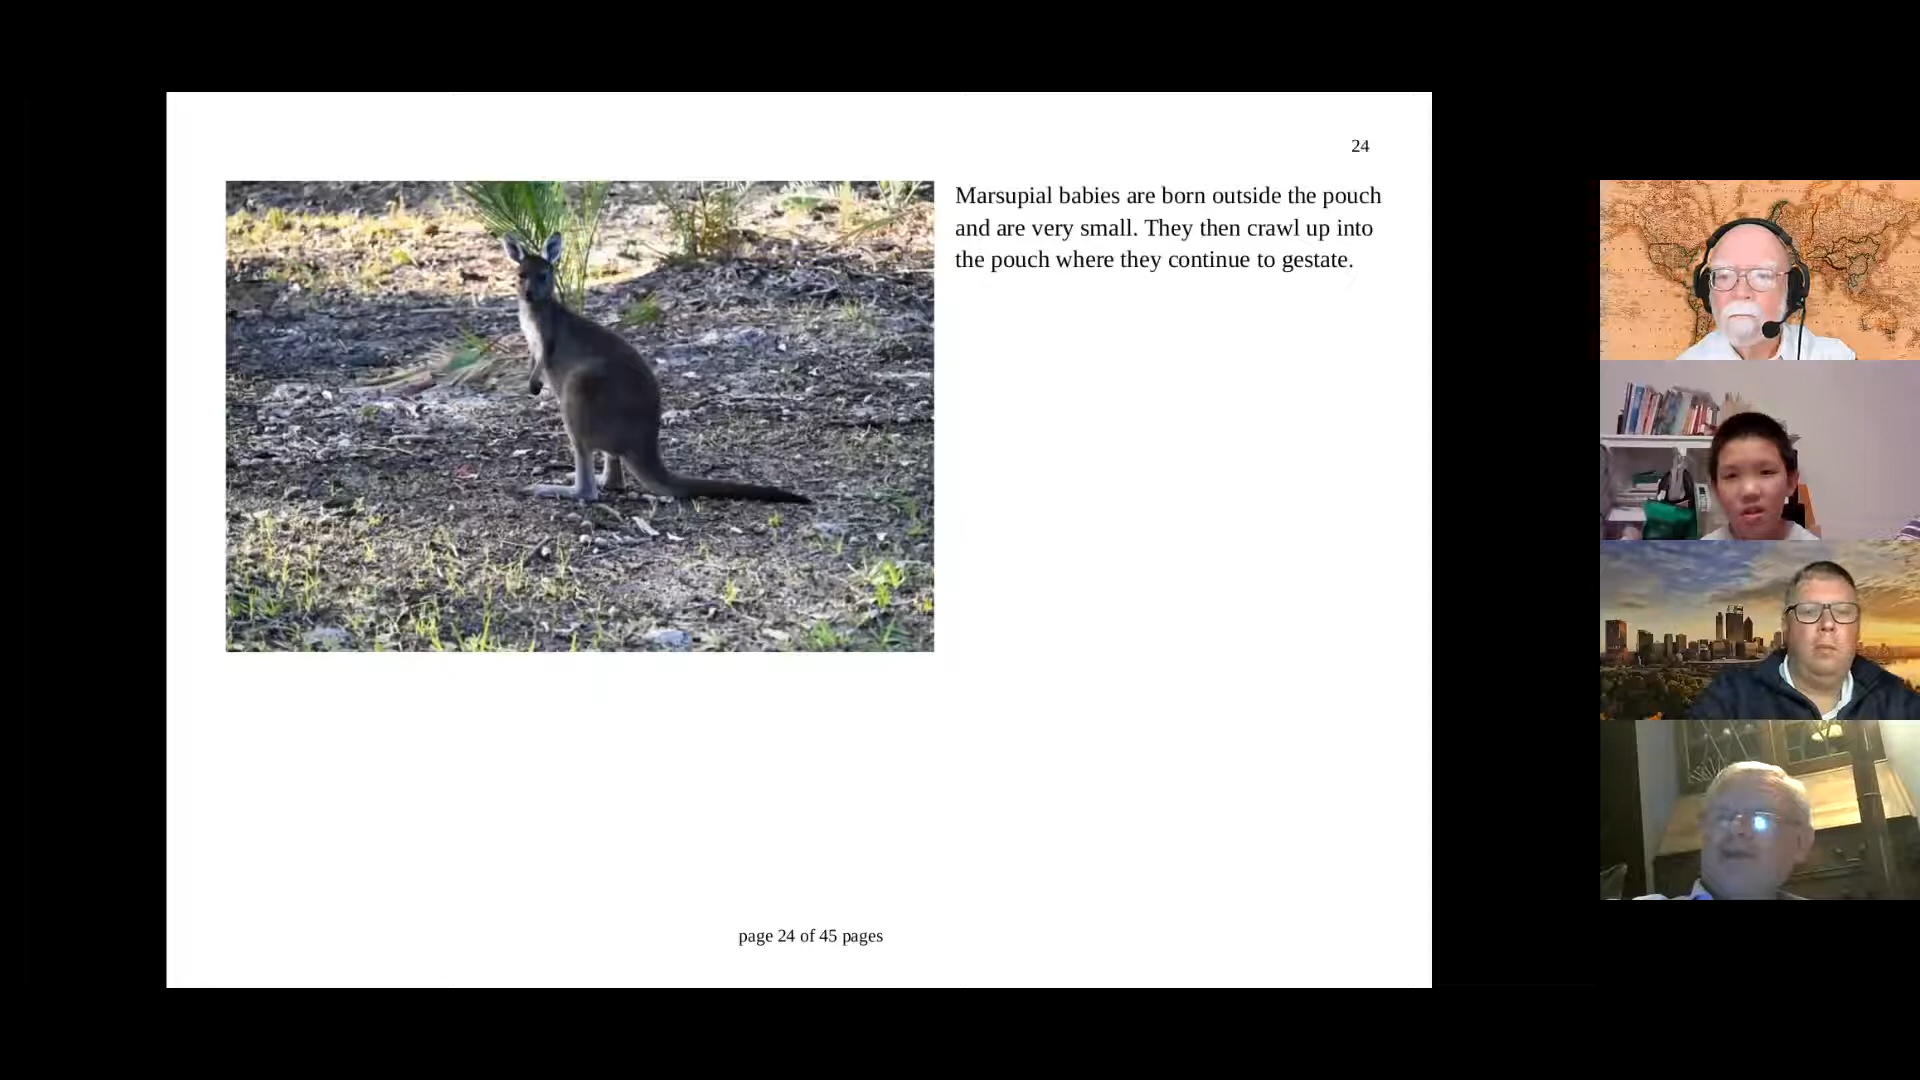 24
Marsupial babies are born outside the pouch
and are very small. They then crawl up into
the pouch where they continue to gestate.
page 24 of 45 pages